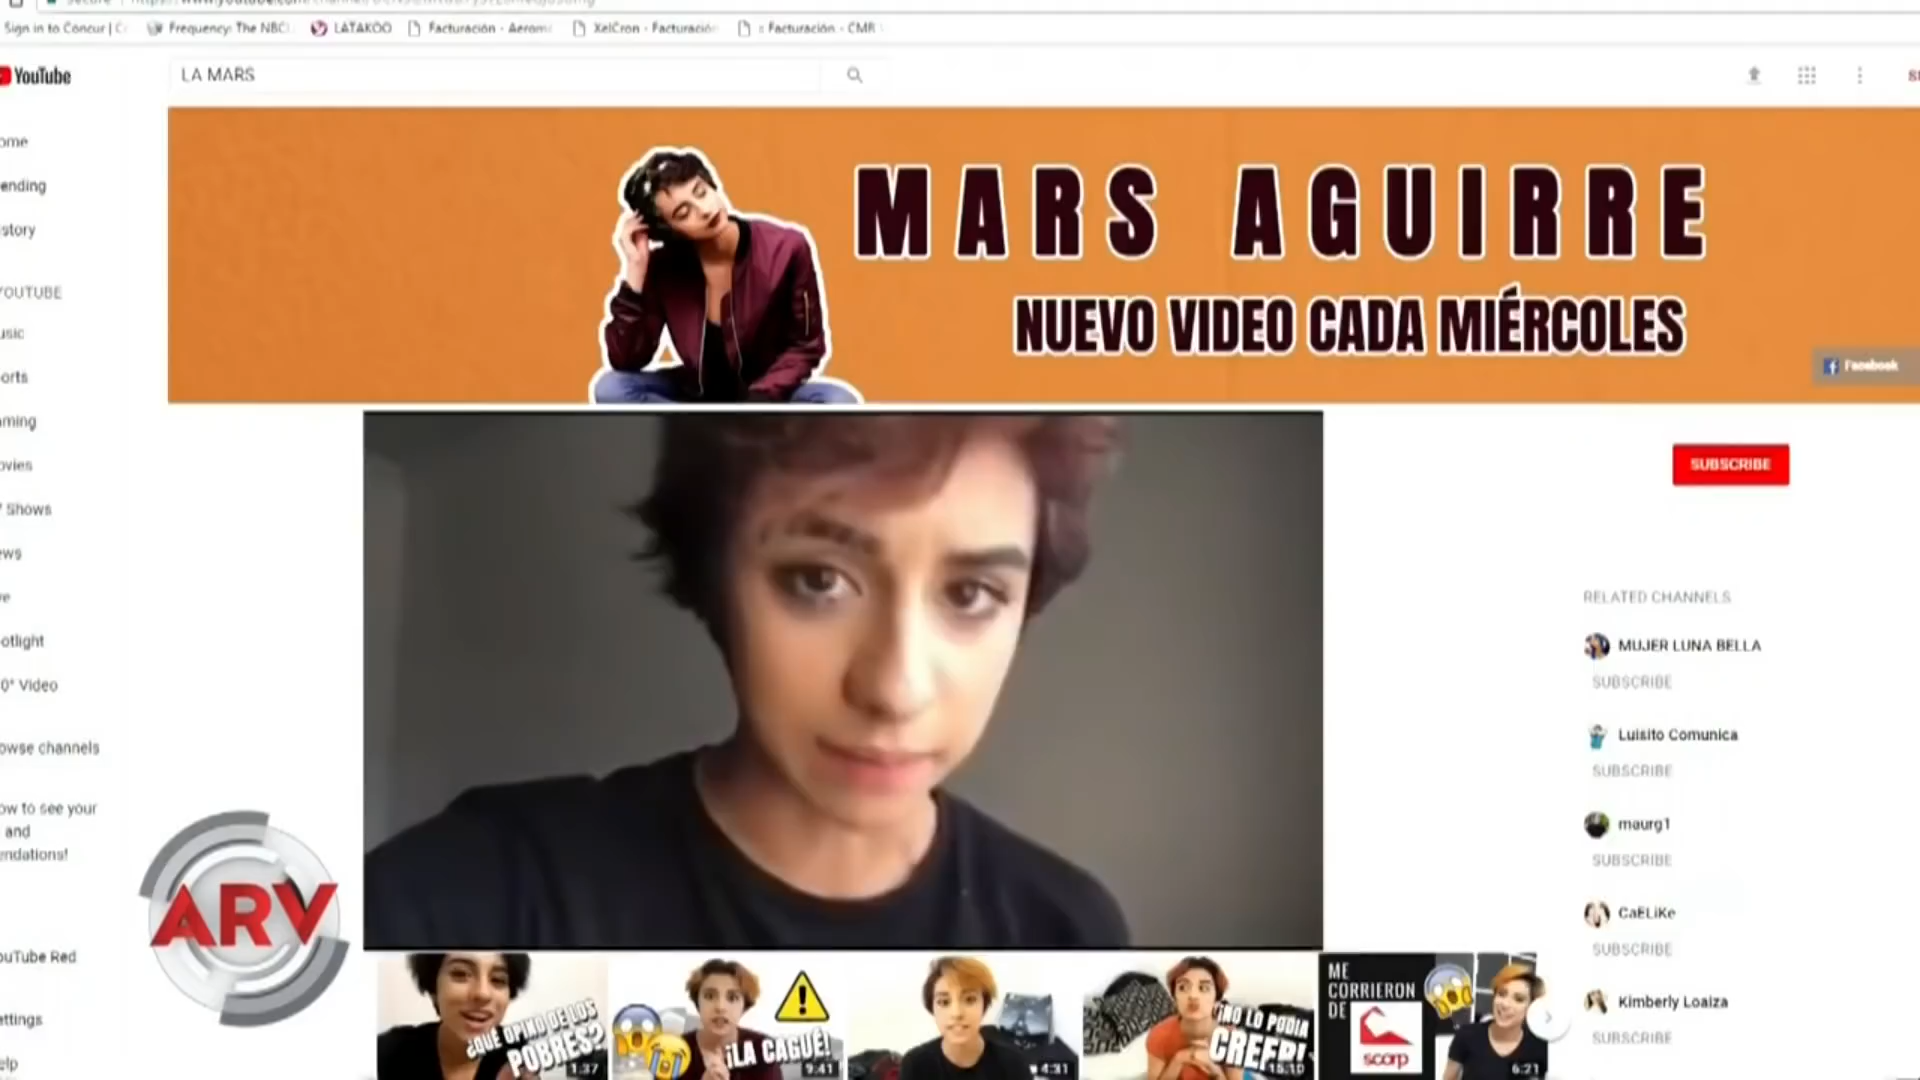 Sign in to Concur | C
Frequency: The NBC
LATAKOO
Facturación - Aerom
XelCron - Facturación
Facturación - CMR
YouTube
LA MARS
ome
ending
story
YOUTUBE
usic
orts
aming
ovies
Shows
ews
ve
otlight
0° Video
owse channels
ow to see your
and
endations!
ouTube Red
ettings
elp
MARS AGUIRRE
NUEVO VIDEO CADA MIÉRCOLES
Facebook
SUBSCRIBE
RELATED CHANNELS
MUJER LUNA BELLA
SUBSCRIBE
Luisito Comunica
SUBSCRIBE
maurg1
SUBSCRIBE
CaELiKe
SUBSCRIBE
Kimberly Loaiza
SUBSCRIBE
ARV
¿QUÉ OPINO DE LOS
POBRES?
1:37
¡LA CAGUÉ!
9:41
4:31
¡NO LO PODIA
CREER!
15:10
ME
CORRIERON
DE
scorp
6:21